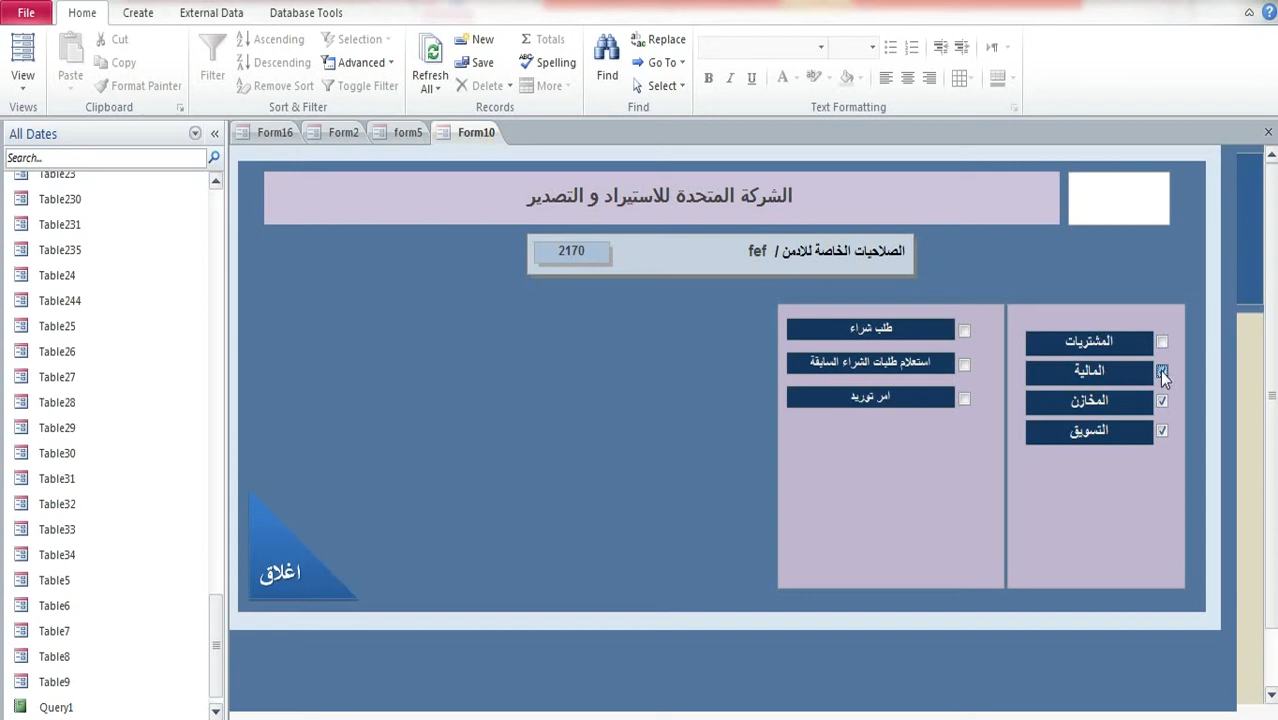 File Home Create External Data Database Tools
View
Views
Paste
Cut
Copy
Format Painter
Clipboard
Filter
Ascending
Descending
Remove Sort
Selection
Advanced
Toggle Filter
Sort & Filter
Refresh
All
New
Save
Delete
Totals
Spelling
More
Records
Find
Replace
Go To
Select
Find
B I U A
Text Formatting
All Dates
Search...
Table23
Table230
Table231
Table235
Table24
Table244
Table25
Table26
Table27
Table28
Table29
Table30
Table31
Table32
Table33
Table34
Table5
Table6
Table7
Table8
Table9
Query1
Form16 Form2 form5 Form10
الشركة المتحدة للاستيراد و التصدير
الصلاحيات الخاصة للادمن / fef 2170
المشتريات
المالية
المخازن
التسويق
طلب شراء
استعلام طلبات الشراء السابقة
امر توريد
اغلاق